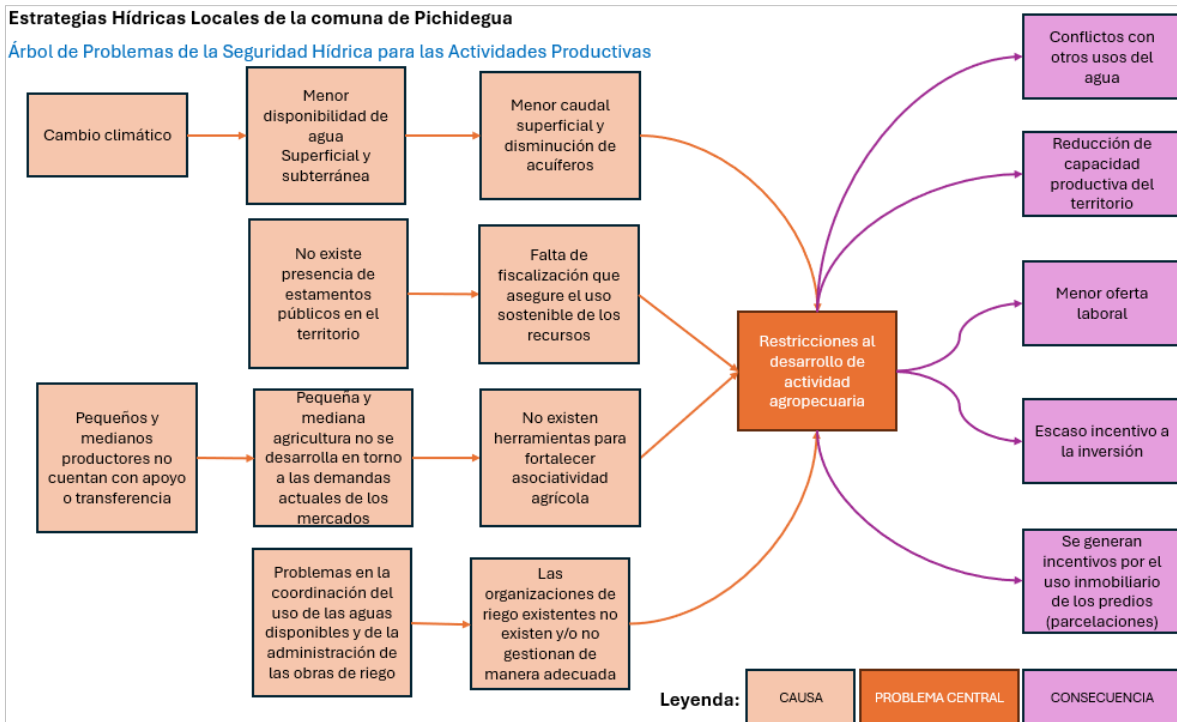 Estrategias Hídricas Locales de la comuna de Pichidegua
Árbol de Problemas de la Seguridad Hídrica para las Actividades Productivas
Cambio climático
Menor
disponibilidad de
agua
Superficial y
subterránea
Menor caudal
superficial y
disminución de
acuíferos
No existe
presencia de
estamentos
públicos en el
territorio
Falta de
fiscalización que
asegure el uso
sostenible de los
recursos
Pequeños y
medianos
productores no
cuentan con apoyo
o transferencia
Pequeña y
mediana
agricultura no se
desarrolla en torno
a las demandas
actuales de los
mercados
No existen
herramientas para
fortalecer
asociatividad
agrícola
Problemas en la
coordinación del
uso de las aguas
disponibles y de la
administración de
las obras de riego
Las
organizaciones de
riego existentes no
existen y/o no
gestionan de
manera adecuada
Restricciones al
desarrollo de
actividad
agropecuaria
Conflictos con
otros usos del
agua
Reducción de
capacidad
productiva del
territorio
Menor oferta
laboral
Escaso incentivo a
la inversión
Se generan
incentivos por el
uso inmobiliario
de los predios
(parcelaciones)
Leyenda:
CAUSA
PROBLEMA CENTRAL
CONSECUENCIA